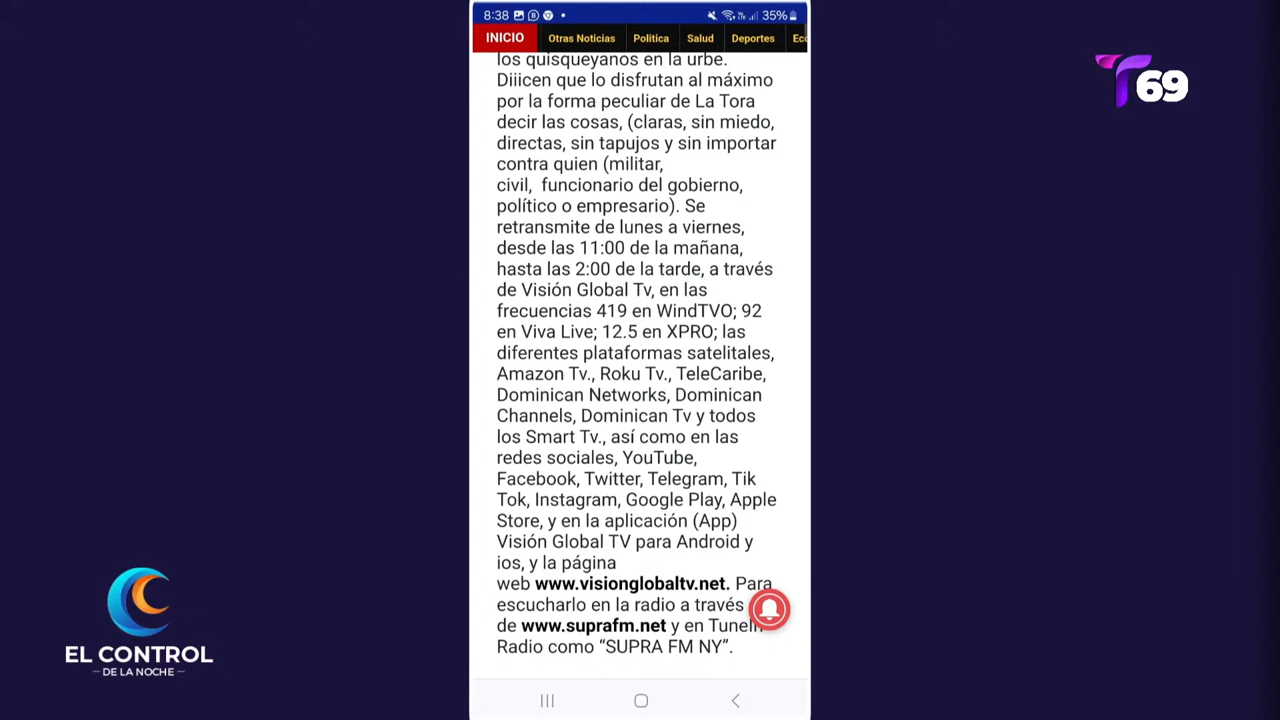 8:38 35%
INICIO Otras Noticias Politica Salud Deportes
los quisqueyanos en la urbe.
Diiicen que lo disfrutan al máximo
por la forma peculiar de La Tora
decir las cosas, (claras, sin miedo,
directas, sin tapujos y sin importar
contra quien (militar,
civil, funcionario del gobierno,
político o empresario). Se
retransmite de lunes a viernes,
desde las 11:00 de la mañana,
hasta las 2:00 de la tarde, a través
de Visión Global Tv, en las
frecuencias 419 en WindTVO; 92
en Viva Live; 12.5 en XPRO; las
diferentes plataformas satelitales,
Amazon Tv., Roku Tv., TeleCaribe,
Dominican Networks, Dominican
Channels, Dominican Tv y todos
los Smart Tv., así como en las
redes sociales, YouTube,
Facebook, Twitter, Telegram, Tik
Tok, Instagram, Google Play, Apple
Store, y en la aplicación (App)
Visión Global TV para Android y
ios, y la página
web www.visionglobaltv.net. Para
escucharlo en la radio a través
de www.suprafm.net y en TuneIn
Radio como “SUPRA FM NY”.
T 69
EL CONTROL
DE LA NOCHE